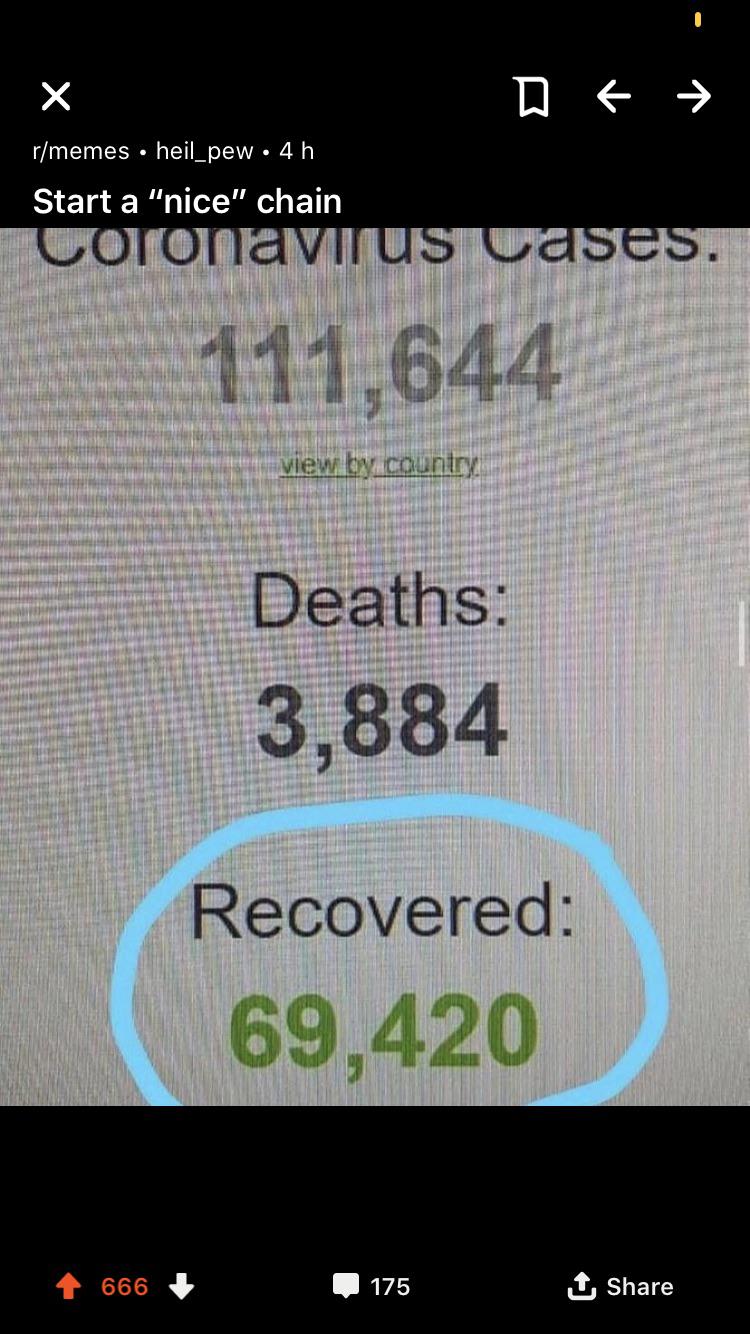 r/memes • heil_pew • 4 h
Start a “nice” chain
Coronavirus Cases:
111,644
view by country
Deaths:
3,884
Recovered:
69,420
666
175
Share